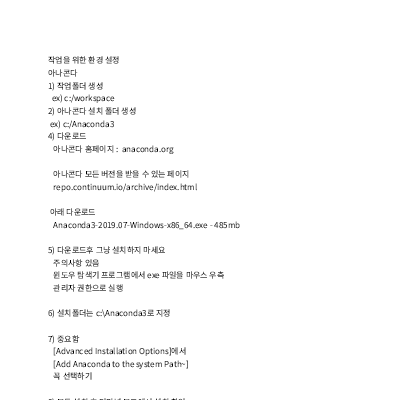 작업을 위한 환경 설정
아나콘다
1) 작업폴더 생성
ex) c:/workspace
2) 아나콘다 설치 폴더 생성
ex) c:/Anaconda3
4) 다운로드
아나콘다 홈페이지 : anaconda.org
아나콘다 모든 버전을 받을 수 있는 페이지
repo.continuum.io/archive/index.html
아래 다운로드
Anaconda3-2019.07-Windows-x86_64.exe - 485mb
5) 다운로드후 그냥 설치하지 마세요
주의사항 있음
윈도우 탐색기 프로그램에서 exe 파일을 마우스 우측
관리자 권한으로 실행
6) 설치폴더는 c:\Anaconda3로 지정
7) 중요함
[Advanced Installation Options]에서
[Add Anaconda to the system Path~]
꼭 선택하기